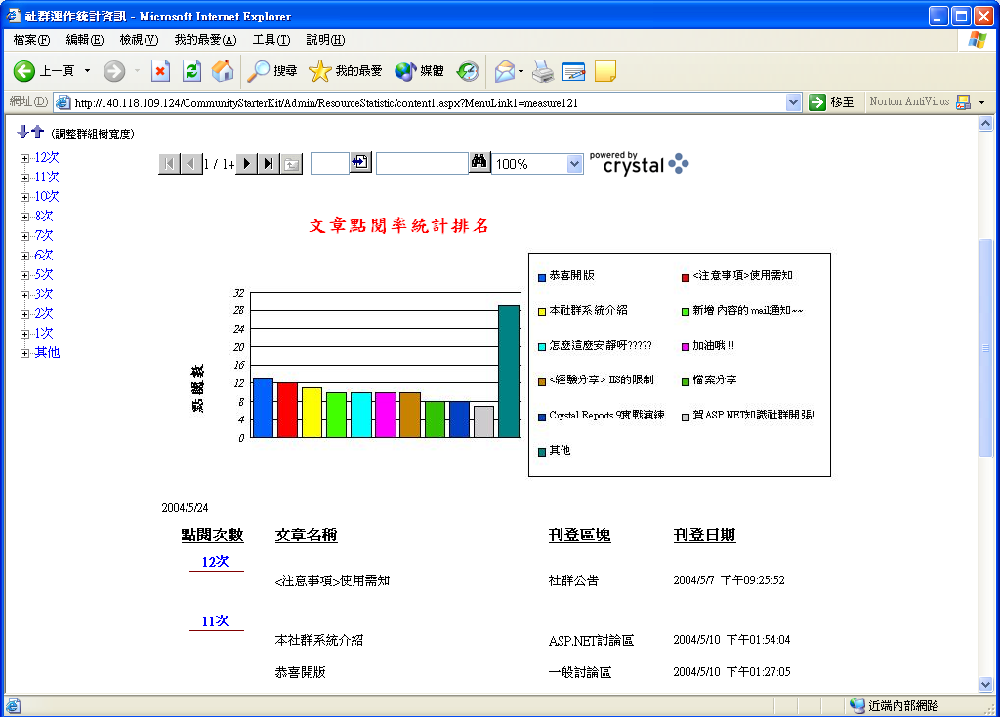 社群運作統計資訊 - Microsoft Internet Explorer
檔案(F) 編輯(E) 檢視(V) 我的最愛(A) 工具(T) 說明(H)
上一頁 搜尋 我的最愛 媒體
網址(D) http://140.118.109.124/CommunityStarterKit/Admin/ResourceStatistic/content1.aspx?MenuLink1=measure121 移至 Norton AntiVirus
(調整群組樹寬度)
12次
11次
10次
8次
7次
6次
5次
3次
2次
1次
其他
1 / 1+ 100% powered by crystal
文章點閱率統計排名
點閱數
32
28
24
20
16
12
8
4
0
恭喜開版 <注意事項>使用需知
本社群系統介紹 新增內容的mail通知~~
怎麼這麼安靜呀????? 加油哦!!
<經驗分享> IIS的限制 檔案分享
Crystal Reports 9實戰演練 賀ASP.NET知識社群開張!
其他
2004/5/24
點閱次數 文章名稱 刊登區塊 刊登日期
12次
<注意事項>使用需知 社群公告 2004/5/7 下午09:25:52
11次
本社群系統介紹 ASP.NET討論區 2004/5/10 下午01:54:04
恭喜開版 一般討論區 2004/5/10 下午01:27:05
近端內部網路